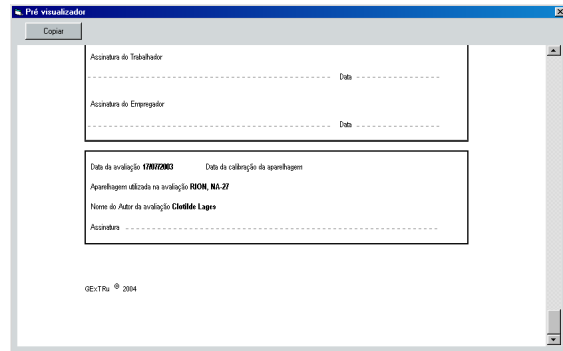 Pré visualizador
Copiar
Assinatura do Trabalhador
Data
Assinatura do Empregador
Data
Data da avaliação 17/07/2003 Data da calibração da aparelhagem
Aparelhagem utilizada na avaliação RION, NA-27
Nome do Autor da avaliação Clotilde Lages
Assinatura
GExTRu ® 2004